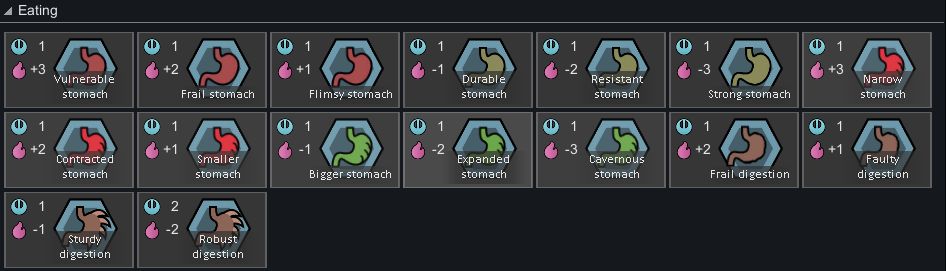 Eating
1
+3
Vulnerable
stomach
1
+2
Frail stomach
1
+1
Flimsy stomach
1
-1
Durable
stomach
1
-2
Resistant
stomach
1
-3
Strong stomach
1
+3
Narrow
stomach
1
+2
Contracted
stomach
1
+1
Smaller
stomach
1
-1
Bigger stomach
1
-2
Expanded
stomach
1
-3
Cavernous
stomach
1
+2
Frail digestion
1
+1
Faulty
digestion
1
-1
Sturdy
digestion
2
-2
Robust
digestion